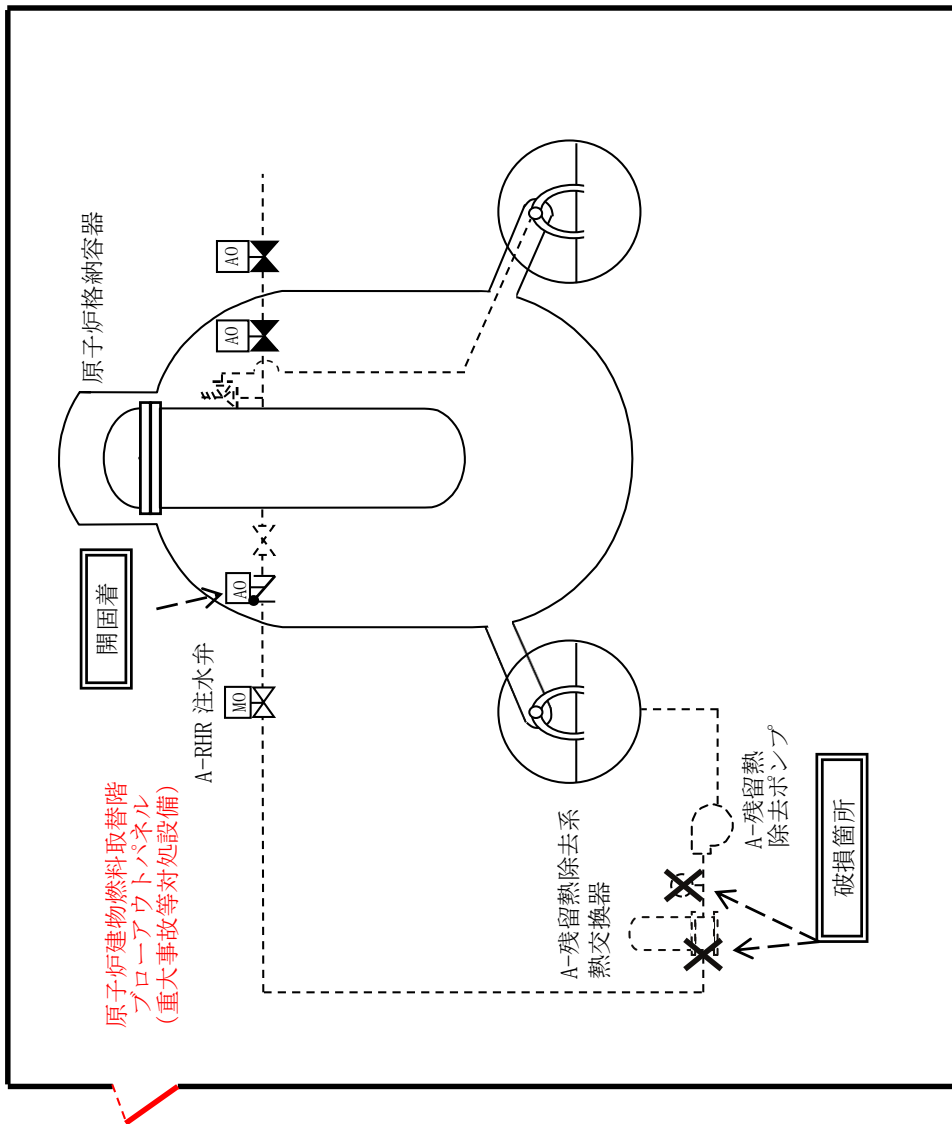 原子炉建物燃料取替階
ブローアウトパネル
(重大事故等対処設備)
A-RHR 注水弁
MO
開固着
AO
原子炉格納容器
AO
AO
A-残留熱除去系
熱交換器
A-残留熱
除去ポンプ
破損箇所